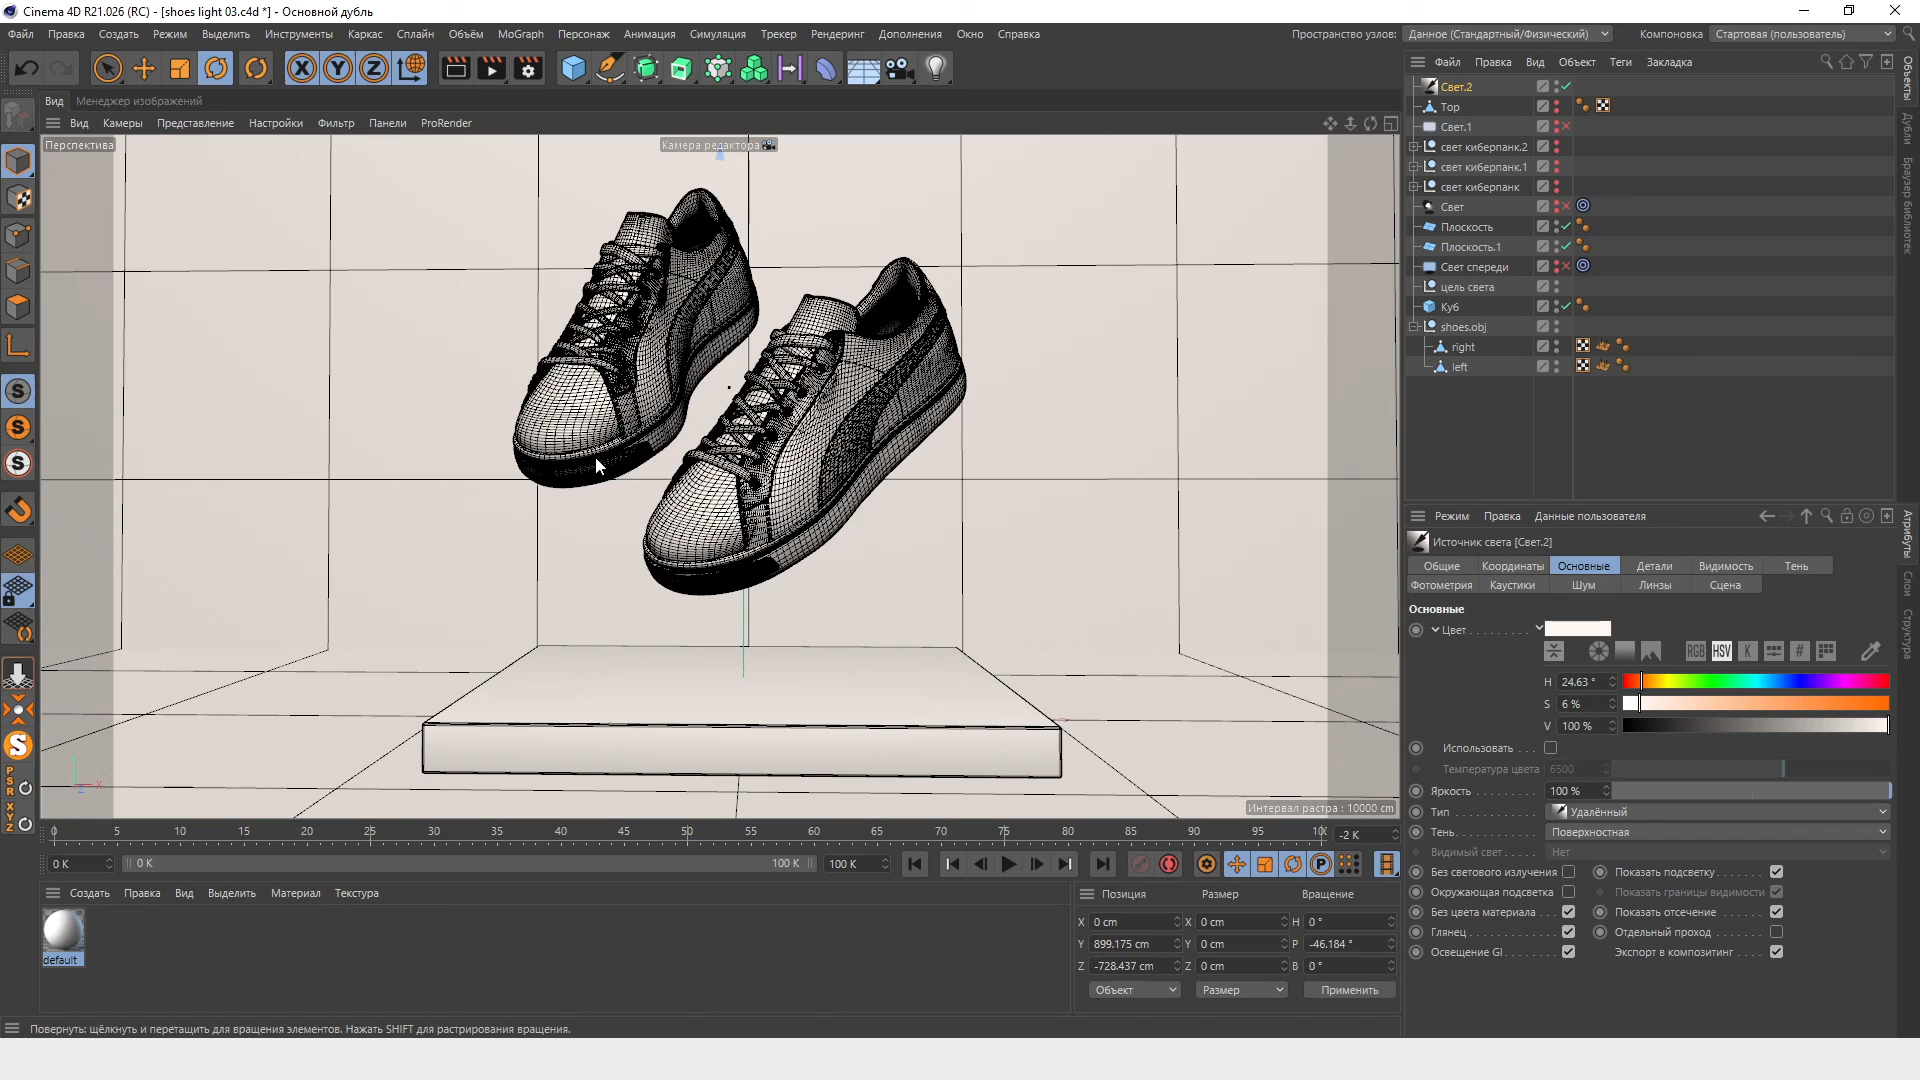 Cinema 4D R21.026 (RC) - [shoes light 03.c4d *] - Основной дубль
Файл Правка Создать Режим Выделить Инструменты Каркас Сплайн Объём MoGraph Персонаж Анимация Симуляция Трекер Рендеринг Дополнения Окно Справка
Пространство узлов: Данное (Стандартный/Физический) Компоновка Стартовая (пользователь)
Файл Правка Вид Объект Теги Закладка
Вид Менеджер изображений
Вид Камеры Представление Настройки Фильтр Панели ProRender
Перспектива
Камера редактора
Свет.2
Top
Свет.1
свет киберпанк.2
свет киберпанк.1
свет киберпанк
Свет
Плоскость
Плоскость.1
Свет спереди
цель света
Куб
shoes.obj
right
left
Объекты
Дубли
Браузер библиотек
Режим Правка Данные пользователя
Источник света [Свет.2]
Общие Координаты Основные Детали Видимость Тень
Фотометрия Каустики Шум Линзы Сцена
Основные
Цвет
RGB HSV K #
H 24.63 °
S 6 %
V 100 %
Использовать
Температура цвета 6500
Яркость 100 %
Тип Удалённый
Тень Поверхностная
Видимый свет Нет
Без светового излучения Показать подсветку
Окружающая подсветка Показать границы видимости
Без цвета материала Показать отсечение
Глянец Отдельный проход
Освещение GI Экспорт в композитинг
Атрибуты
Слои
Структура
Интервал растра : 10000 cm
0 5 10 15 20 25 30 35 40 45 50 55 60 65 70 75 80 85 90 95 -2 K
0 K 0 K 100 K 100 K
Создать Правка Вид Выделить Материал Текстура
default
Позиция Размер Вращение
X 0 cm X 0 cm H 0 °
Y 899.175 cm Y 0 cm P -46.184 °
Z -728.437 cm Z 0 cm B 0 °
Объект Размер Применить
Повернуть: щёлкнуть и перетащить для вращения элементов. Нажать SHIFT для растрирования вращения.